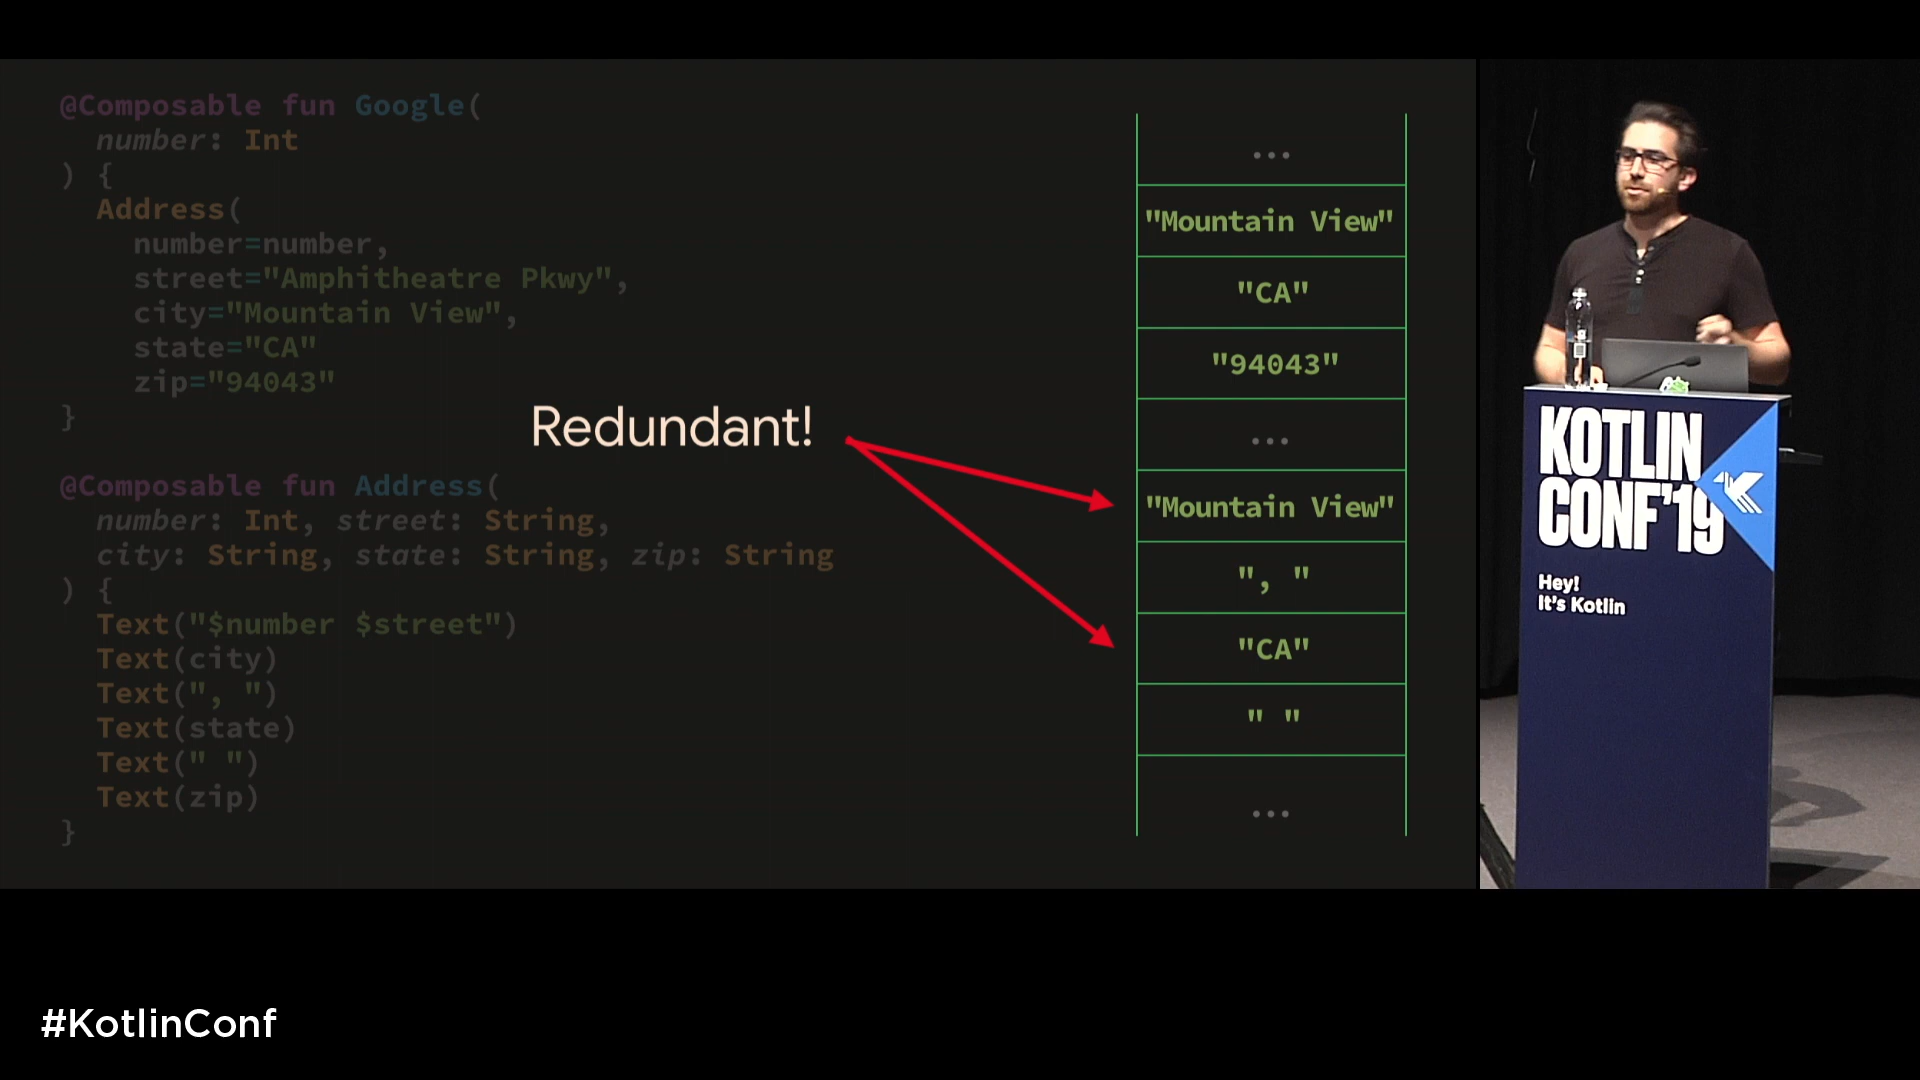 @Composable fun Google(
number: Int
) {
Address(
number=number,
street="Amphitheatre Pkwy",
city="Mountain View",
state="CA"
zip="94043"
}
@Composable fun Address(
number: Int, street: String,
city: String, state: String, zip: String
) {
Text("$number $street")
Text(city)
Text(", ")
Text(state)
Text(" ")
Text(zip)
}
Redundant!
...
"Mountain View"
"CA"
"94043"
...
"Mountain View"
", "
"CA"
" "
...
KOTLIN
CONF'19
Hey!
It's Kotlin
#KotlinConf